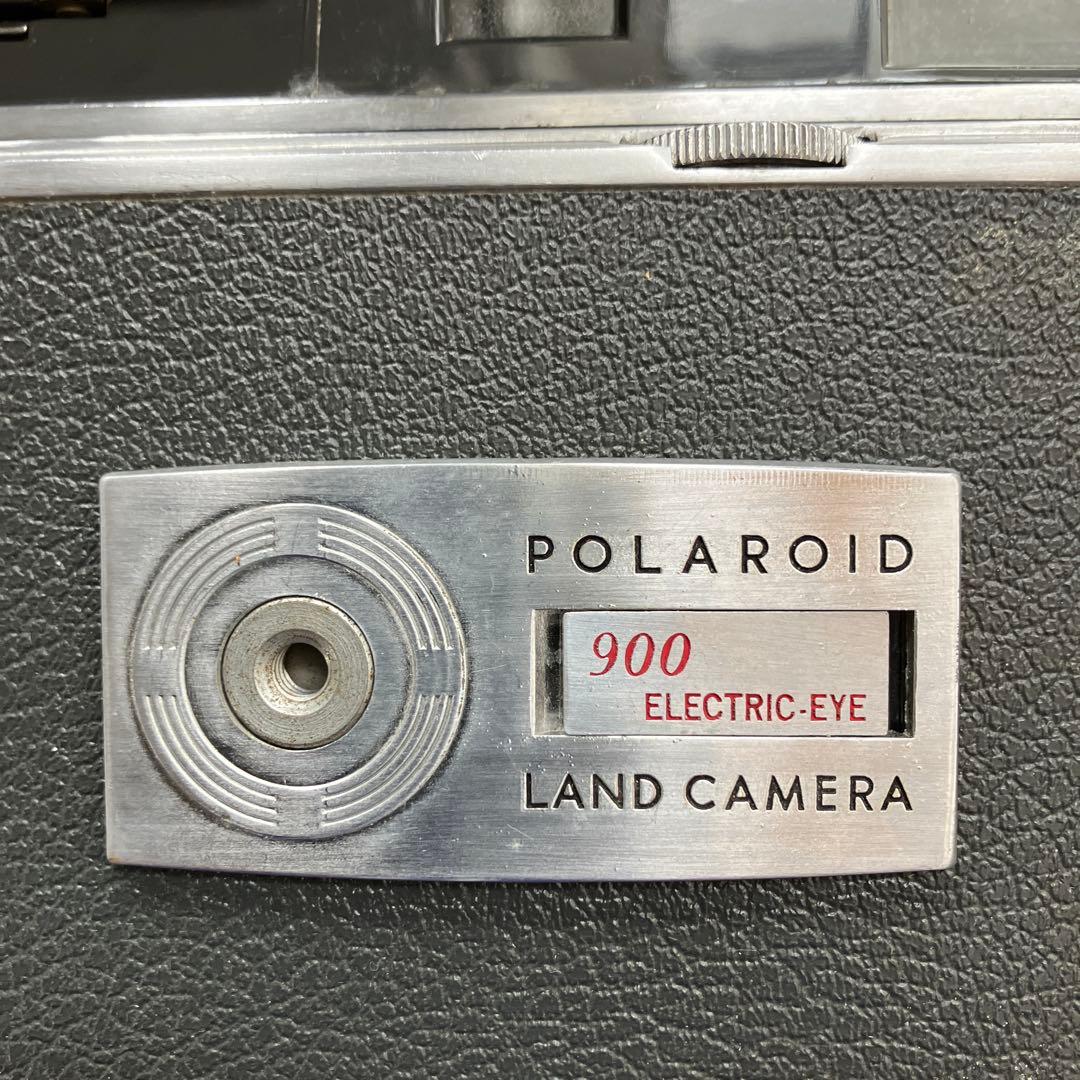 POLAROID
900
ELECTRIC-EYE
LAND CAMERA